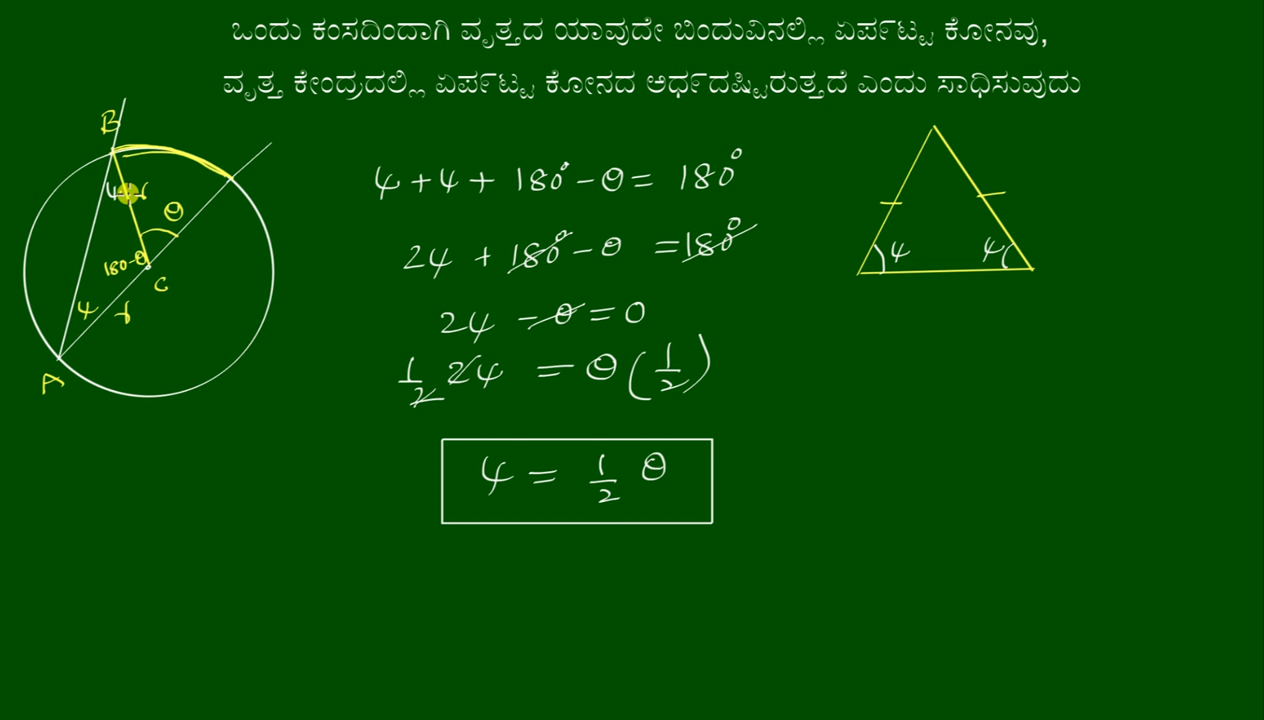 ಒಂದು ಕಂಸದಿಂದಾಗಿ ವೃತ್ತದ ಯಾವುದೇ ಬಿಂದುವಿನಲ್ಲಿ ಏರ್ಪಟ್ಟ ಕೋನವು,
ವೃತ್ತ ಕೇಂದ್ರದಲ್ಲಿ ಏರ್ಪಟ್ಟ ಕೋನದ ಅರ್ಧದಷ್ಟಿರುತ್ತದೆ ಎಂದು ಸಾಧಿಸುವುದು
B
ψ r
θ
180-θ
C
ψ r
A
ψ + ψ + 180° - θ = 180°
2ψ + 180° - θ = 180°
2ψ - θ = 0
1/2 2ψ = θ (1/2)
ψ = 1/2 θ
ψ ψ